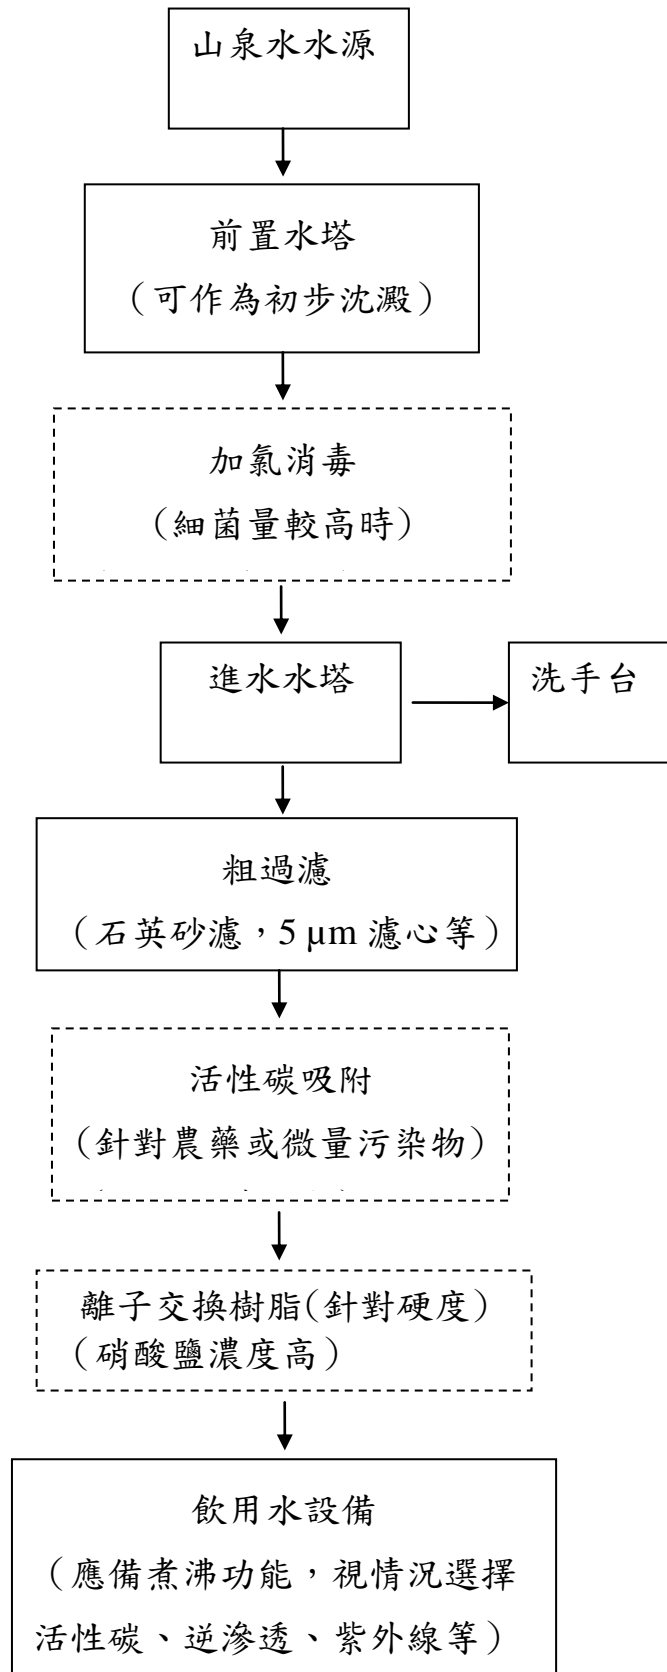 山泉水水源
前置水塔
（可作為初步沈澱）
加氯消毒
（細菌量較高時）
進水水塔
洗手台
粗過濾
（石英砂濾，5 μm 濾心等）
活性碳吸附
（針對農藥或微量污染物）
離子交換樹脂(針對硬度)
（硝酸鹽濃度高）
飲用水設備
（應備煮沸功能，視情況選擇
活性碳、逆滲透、紫外線等）